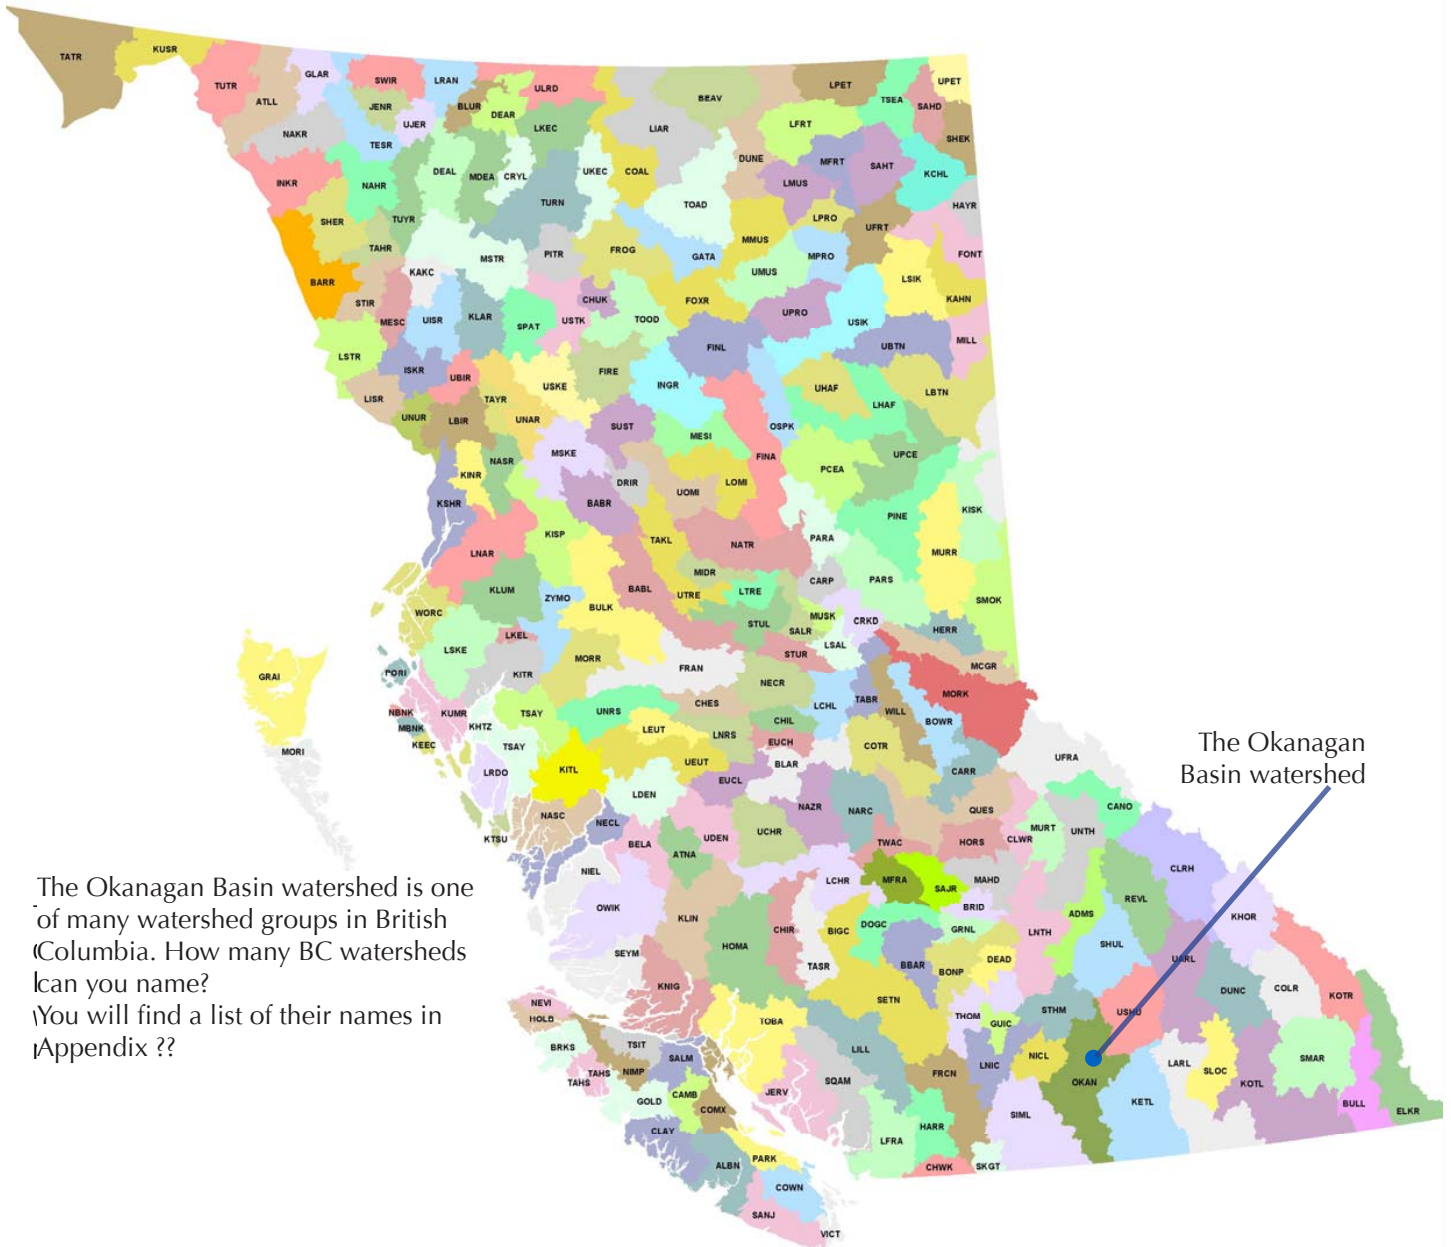 TATR
KUSR
TUTR
ATLL
GLAR
SWIR
LRAN
ULRD
BEAV
LPET
UPET
TSEA
SAHD
JENR
BLUR
DEAR
UJER
LKEC
LIAR
LFRT
SHEK
NAKR
TESR
DUNE
MFRT
SAHT
KCHL
INKR
NAHR
DEAL
MDEA
CRYL
UKEC
COAL
LMUS
TURN
TOAD
HAYR
SHER
TUYR
LPRO
UFRT
TAHR
MSTR
PITR
FROG
GATA
MMUS
MPRO
FONT
KAKC
UMUS
LSIK
BARR
STIR
CHUK
FOXR
KAHN
MESC
UISR
KLAR
SPAT
USTK
TOOD
UPRO
USIK
LSTR
FINL
UBTN
MILL
ISKR
UBIR
USKE
FIRE
INGR
UHAF
LBTN
LISR
TAYR
LHAF
UNUR
LBIR
UNAR
SUST
MESI
OSPK
MSKE
FINA
UPCE
KINR
NASR
PCEA
DRIR
UOMI
LOMI
KSHR
BABR
KISK
PINE
KISP
TAKL
NATR
PARA
LNAR
MURR
MIDR
CARP
PARS
KLUM
ZYMO
BABL
UTRE
LTRE
SMOK
BULK
WORC
STUL
SALR
MUSK
CRKD
HERR
LKEL
LSKE
LSAL
STUR
MORR
FRAN
MCGR
PORI
KITR
NECR
GRAI
MORK
NBNK
KUMR
TSAY
UNRS
CHES
LCHL
TABR
WILL
BOWR
MBNK
KHTZ
LEUT
LNRS
CHIL
KEEC
TSAY
EUCH
COTR
MORI
UFRA
LRDO
KITL
UEUT
BLAR
CARR
EUCL
LDEN
NASC
NECL
NAZR
NARC
QUES
CANO
KTSU
UDEN
UCHR
MURT
UNTH
BELA
ATNA
TWAC
HORS
CLWR
NIEL
LCHR
MFRA
SAJR
MAHD
CLRH
OWIK
BRID
REVL
KLIN
CHIR
BIGC
DOGC
GRNL
LNTH
ADMS
KHOR
HOMA
SHUL
SEYM
TASR
BBAR
BONP
DEAD
UARL
KNIG
SETN
DUNC
COLR
KOTR
NEVI
HOLB
TOBA
THOM
GUIC
STHM
USHU
BRKS
TSIT
SALM
LILL
NICL
SMAR
TAHS
NIMP
FRCN
LNIC
LARL
SLOC
TAHS
SQAM
OKAN
KOTL
GOLD
CAMB
JERV
KETL
BULL
COMX
SIML
ELKR
CLAY
LFRA
HARR
ALBN
PARK
CHWK
SKGT
COWN
SANJ
VICT
The Okanagan
Basin watershed
The Okanagan Basin watershed is one
of many watershed groups in British
Columbia. How many BC watersheds
can you name?
You will find a list of their names in
Appendix ??